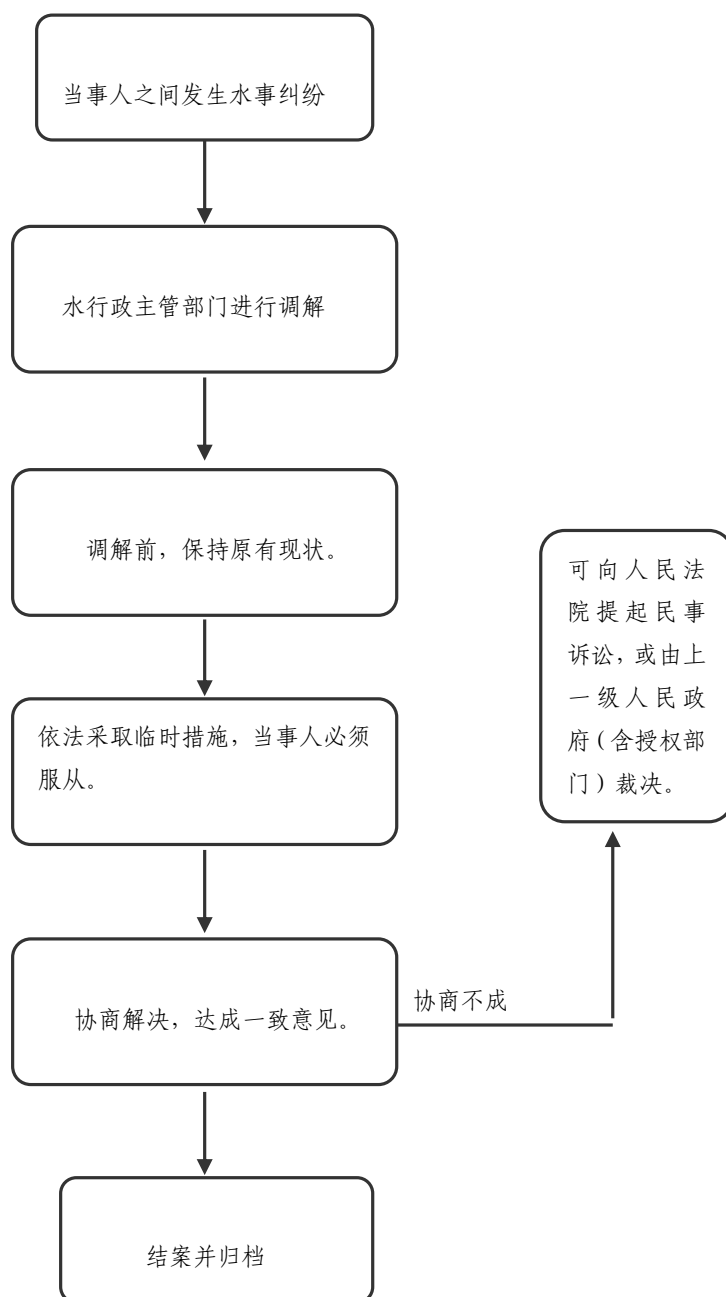 当事人之间发生水事纠纷
水行政主管部门进行调解
调解前，保持原有现状。
可向人民法
院提起民事
诉讼，或由上
一级人民政
府（含授权部
门）裁决。
依法采取临时措施，当事人必须
服从。
协商解决，达成一致意见。
协商不成
结案并归档